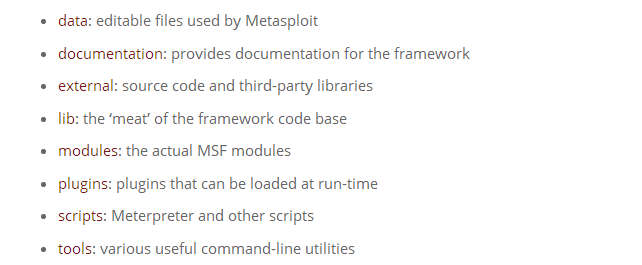 data: editable files used by Metasploit
documentation: provides documentation for the framework
external: source code and third-party libraries
lib: the ‘meat’ of the framework code base
modules: the actual MSF modules
plugins: plugins that can be loaded at run-time
scripts: Meterpreter and other scripts
tools: various useful command-line utilities